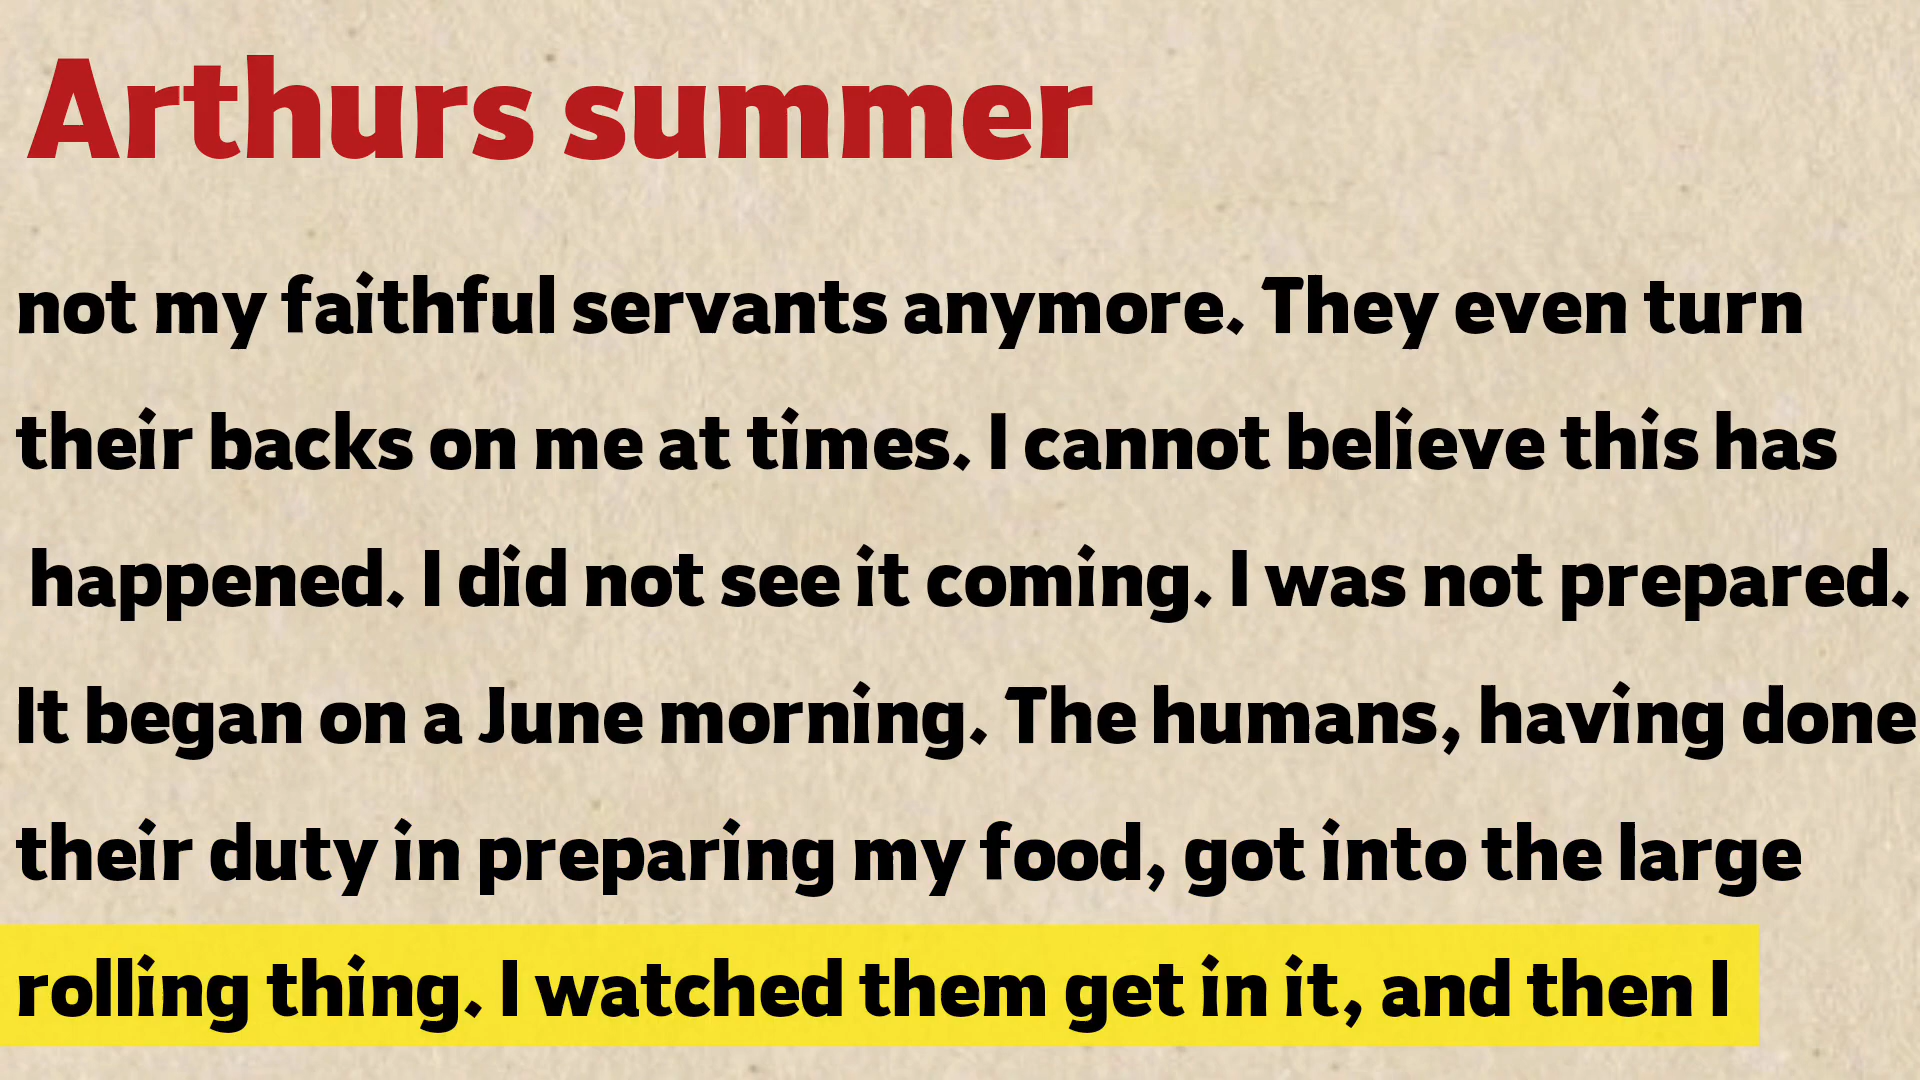 Arthurs summer
not my faithful servants anymore. They even turn
their backs on me at times. I cannot believe this has
happened. I did not see it coming. I was not prepared.
It began on a June morning. The humans, having done
their duty in preparing my food, got into the large
rolling thing. I watched them get in it, and then I